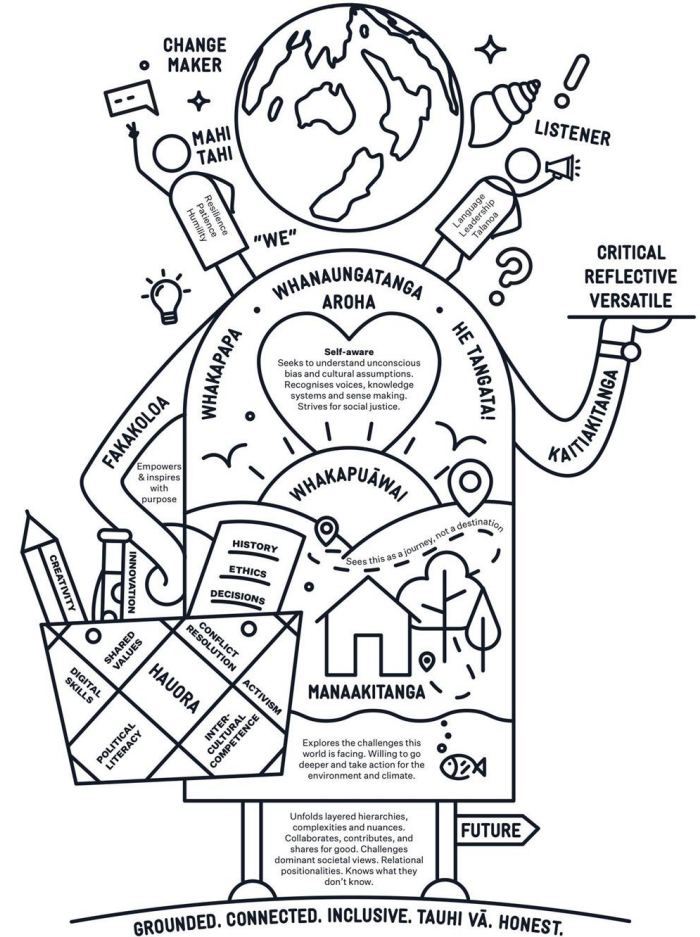 CHANGE
MAKER
MAHI
TAHI
LISTENER
Resilience
Patience
Humility
Language
Leadership
Talanoa
"WE"
CRITICAL
REFLECTIVE
VERSATILE
WHANAUNGATANGA
AROHA
WHAKAPAPA
HE TANGATA!
Self-aware
Seeks to understand unconscious
bias and cultural assumptions.
Recognises voices, knowledge
systems and sense making.
Strives for social justice.
FAKAKOLOA
KAITIAKITANGA
Empowers
& inspires
with
purpose
WHAKAPUĀWAI
Sees this as a journey, not a destination
CREATIVITY
INNOVATION
HISTORY
ETHICS
DECISIONS
SHARED
VALUES
CONFLICT
RESOLUTION
DIGITAL
SKILLS
HAUORA
ACTIVISM
POLITICAL
LITERACY
INTER-
CULTURAL
COMPETENCE
MANAAKITANGA
Explores the challenges this
world is facing. Willing to go
deeper and take action for the
environment and climate.
Unfolds layered hierarchies,
complexities and nuances.
Collaborates, contributes, and
shares for good. Challenges
dominant societal views. Relational
positionalities. Knows what they
don't know.
FUTURE
GROUNDED. CONNECTED. INCLUSIVE. TAUHI VĀ. HONEST.